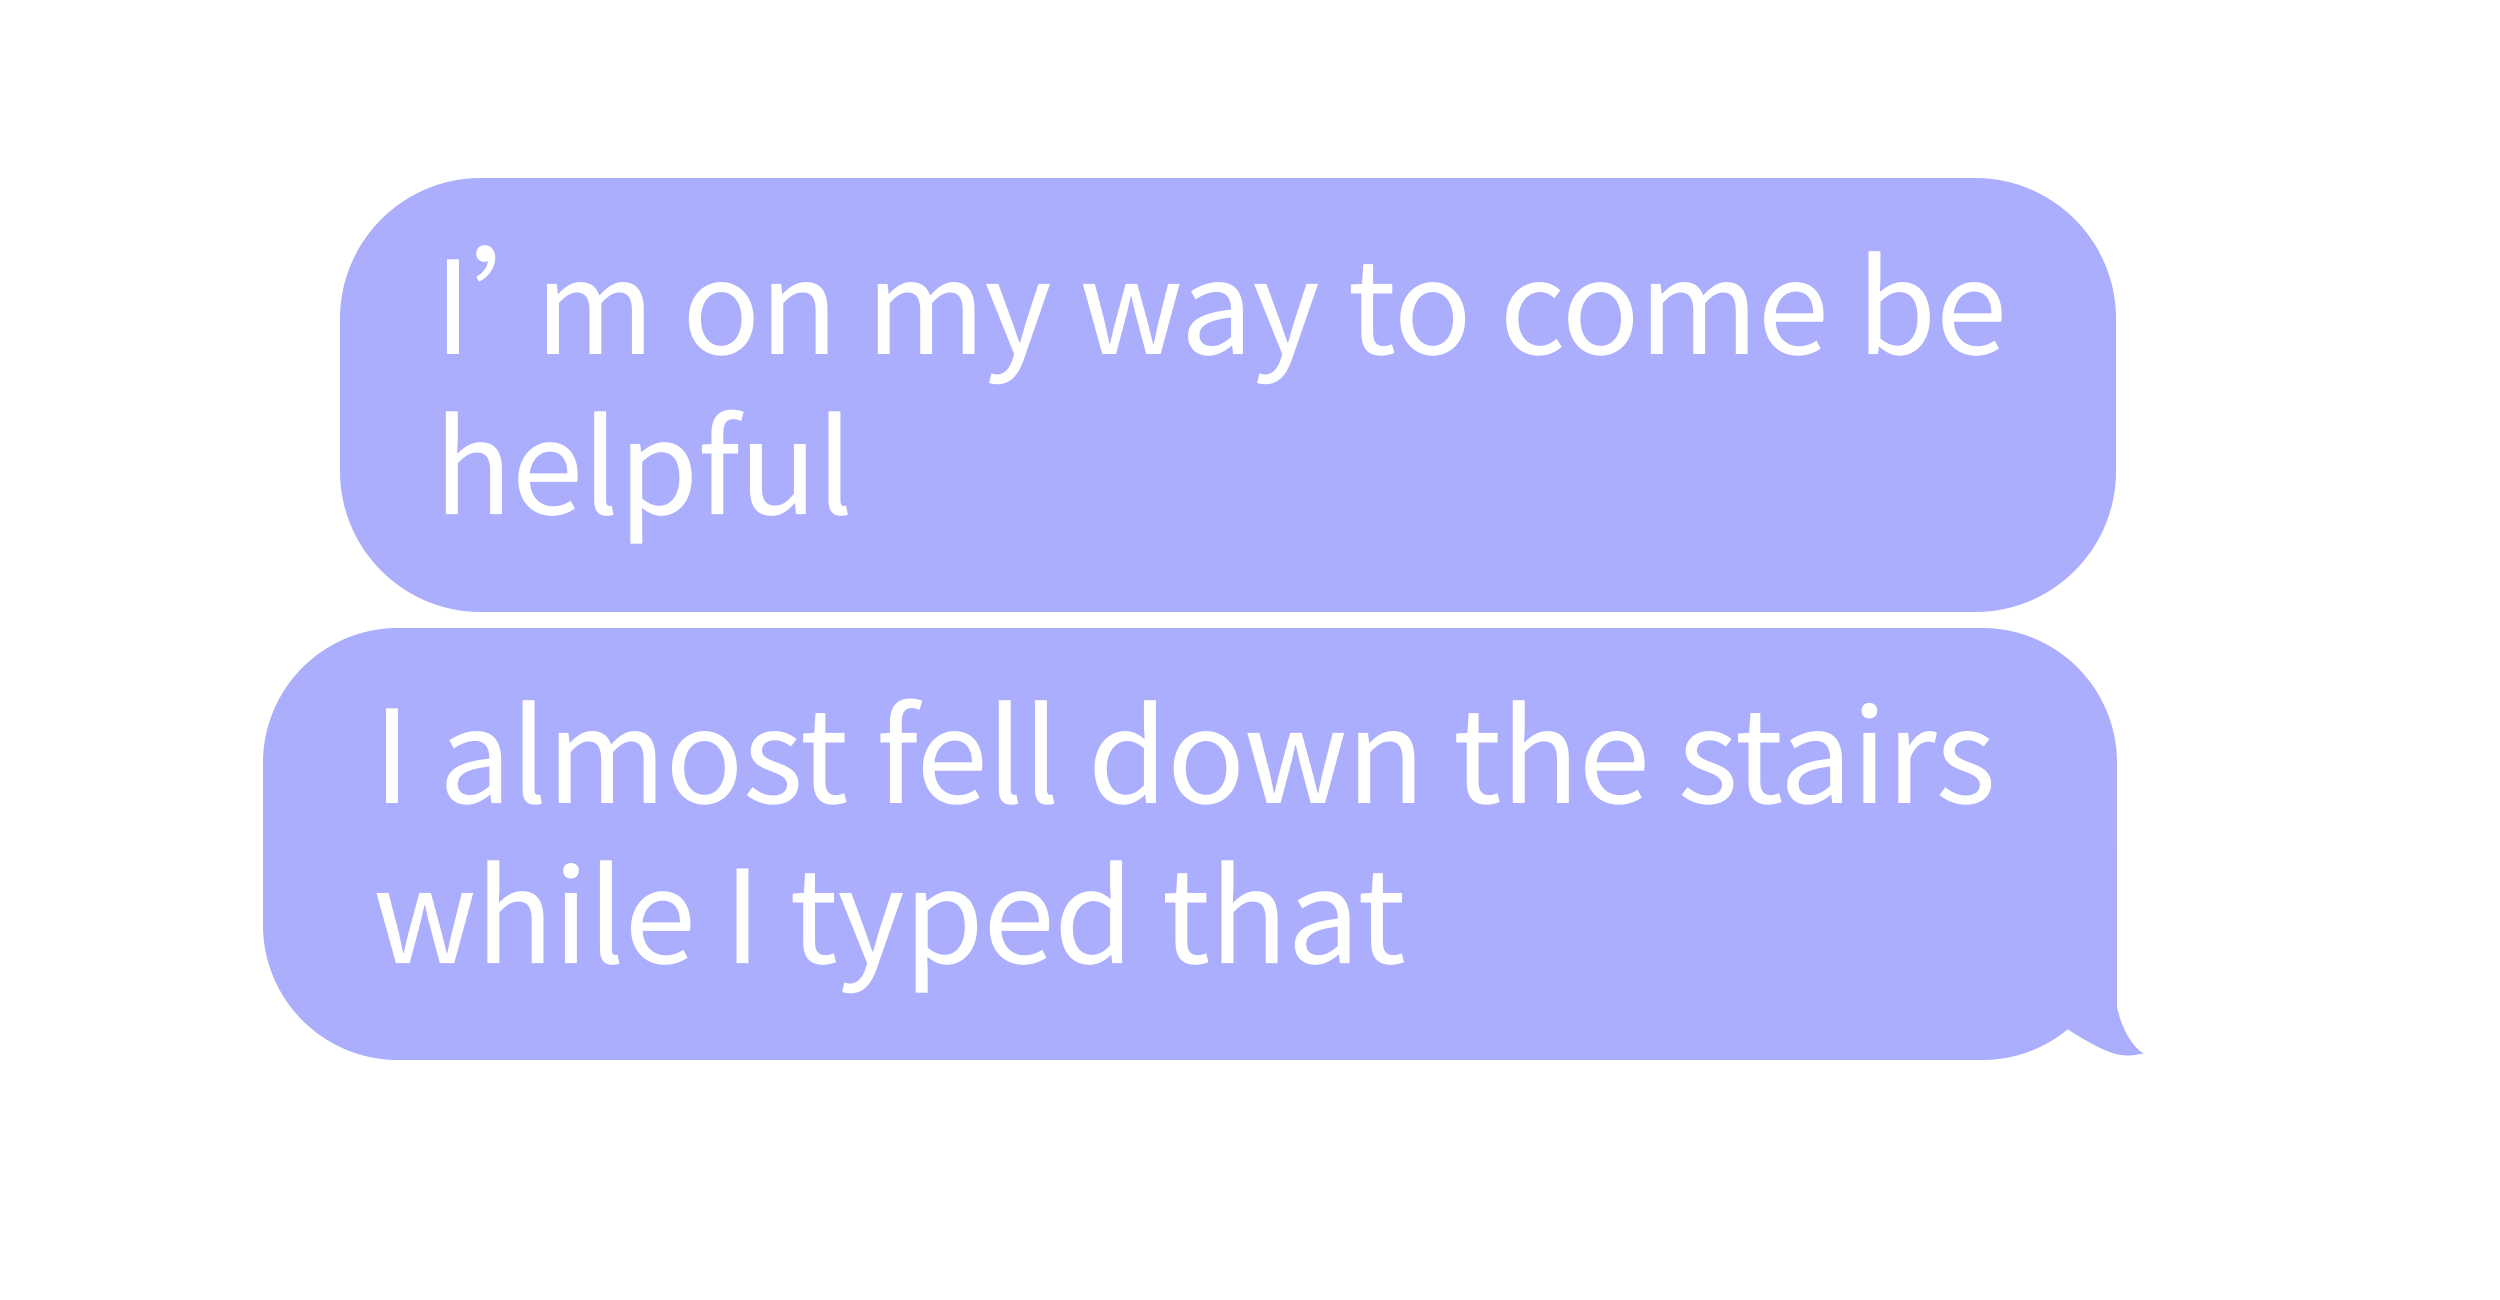 I’m on my way to come be
helpful
I almost fell down the stairs
while I typed that